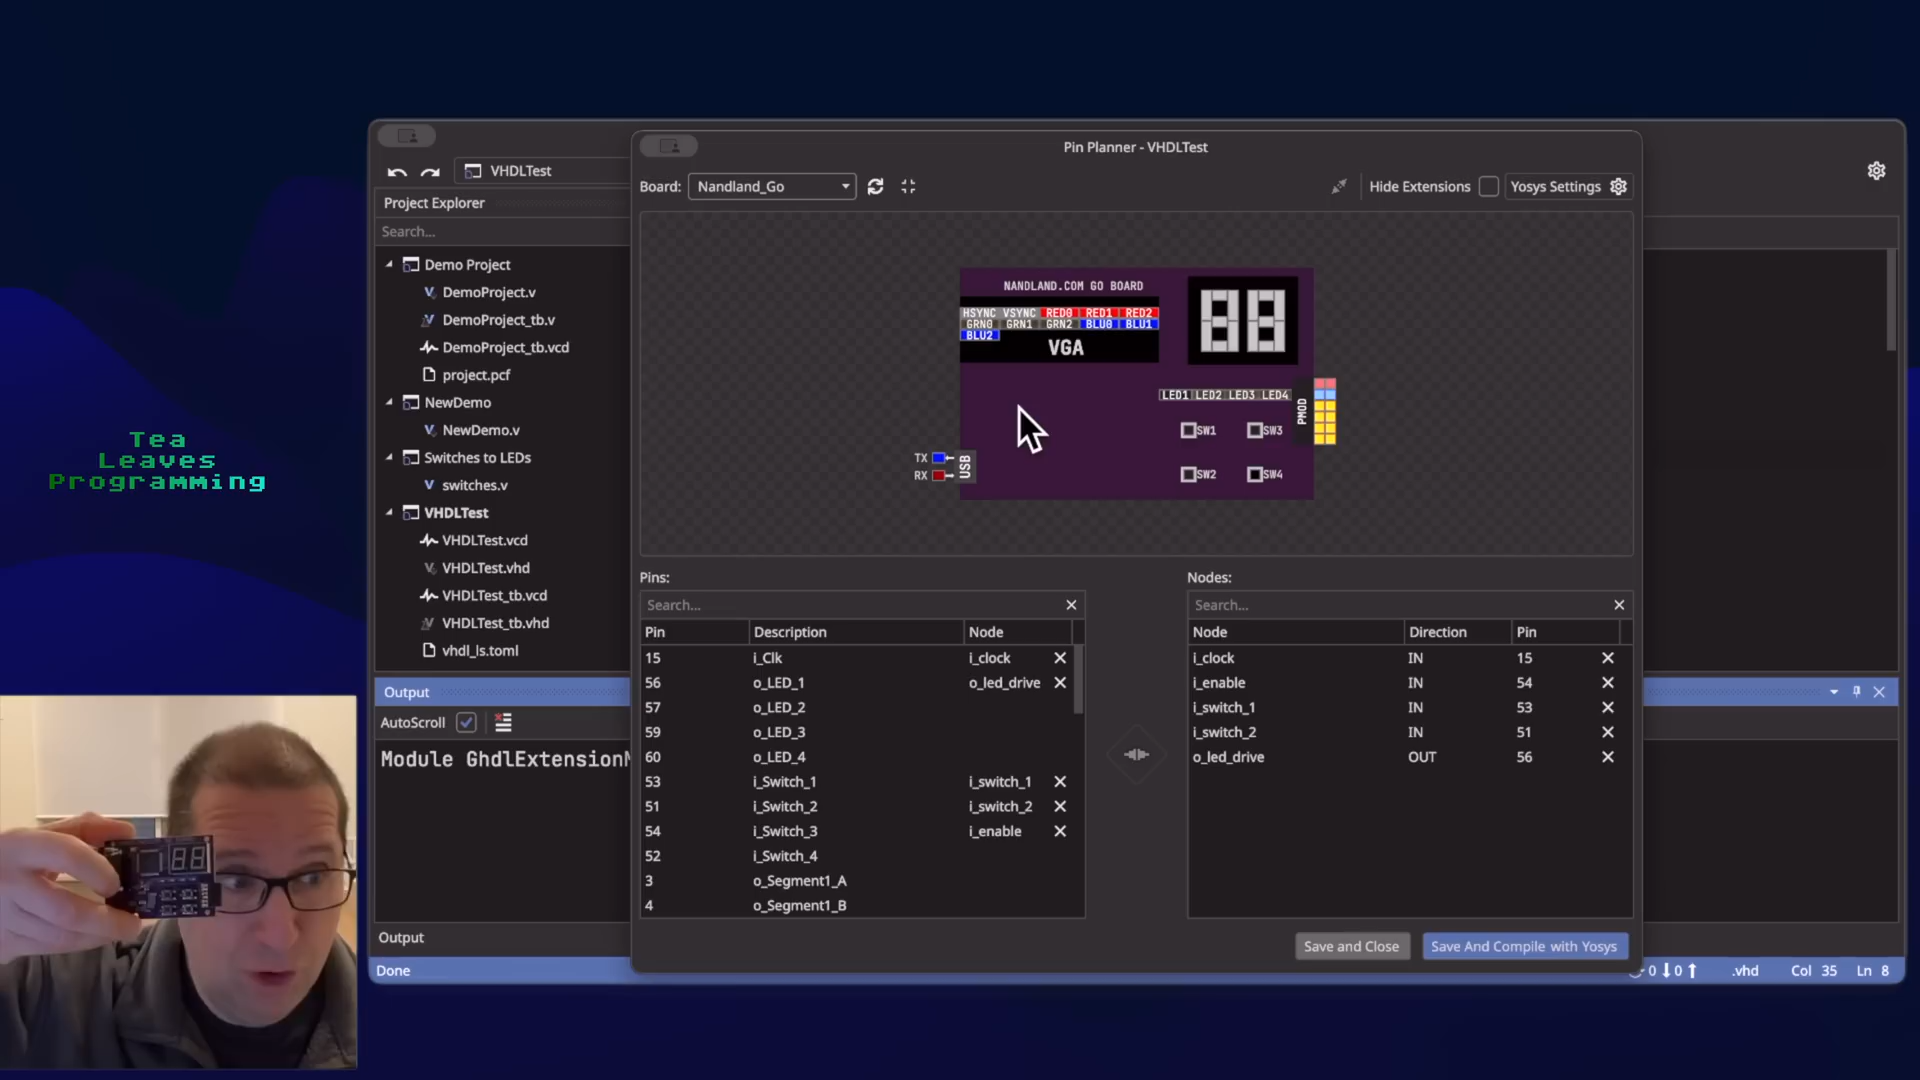 Tea
Leaves
Programming
VHDLTest
Project Explorer
Search...
Demo Project
DemoProject.v
DemoProject_tb.v
DemoProject_tb.vcd
project.pcf
NewDemo
NewDemo.v
Switches to LEDs
switches.v
VHDLTest
VHDLTest.vcd
VHDLTest.vhd
VHDLTest_tb.vcd
VHDLTest_tb.vhd
vhdl_ls.toml
Output
AutoScroll
Module GhdlExtension
Output
Done
Pin Planner - VHDLTest
Board: Nandland_Go
Hide Extensions
Yosys Settings
NANDLAND.COM GO BOARD
HSYNC VSYNC RED0 RED1 RED2
GRN0 GRN1 GRN2 BLU0 BLU1
BLU2
VGA
88
LED1 LED2 LED3 LED4
PMOD
SW1 SW3
TX
RX
USB
SW2 SW4
Pins:
Search...
Pin Description Node
15 i_Clk i_clock
56 o_LED_1 o_led_drive
57 o_LED_2
59 o_LED_3
60 o_LED_4
53 i_Switch_1 i_switch_1
51 i_Switch_2 i_switch_2
54 i_Switch_3 i_enable
52 i_Switch_4
3 o_Segment1_A
4 o_Segment1_B
Nodes:
Search...
Node Direction Pin
i_clock IN 15
i_enable IN 54
i_switch_1 IN 53
i_switch_2 IN 51
o_led_drive OUT 56
Save and Close
Save And Compile with Yosys
0 0 .vhd Col 35 Ln 8